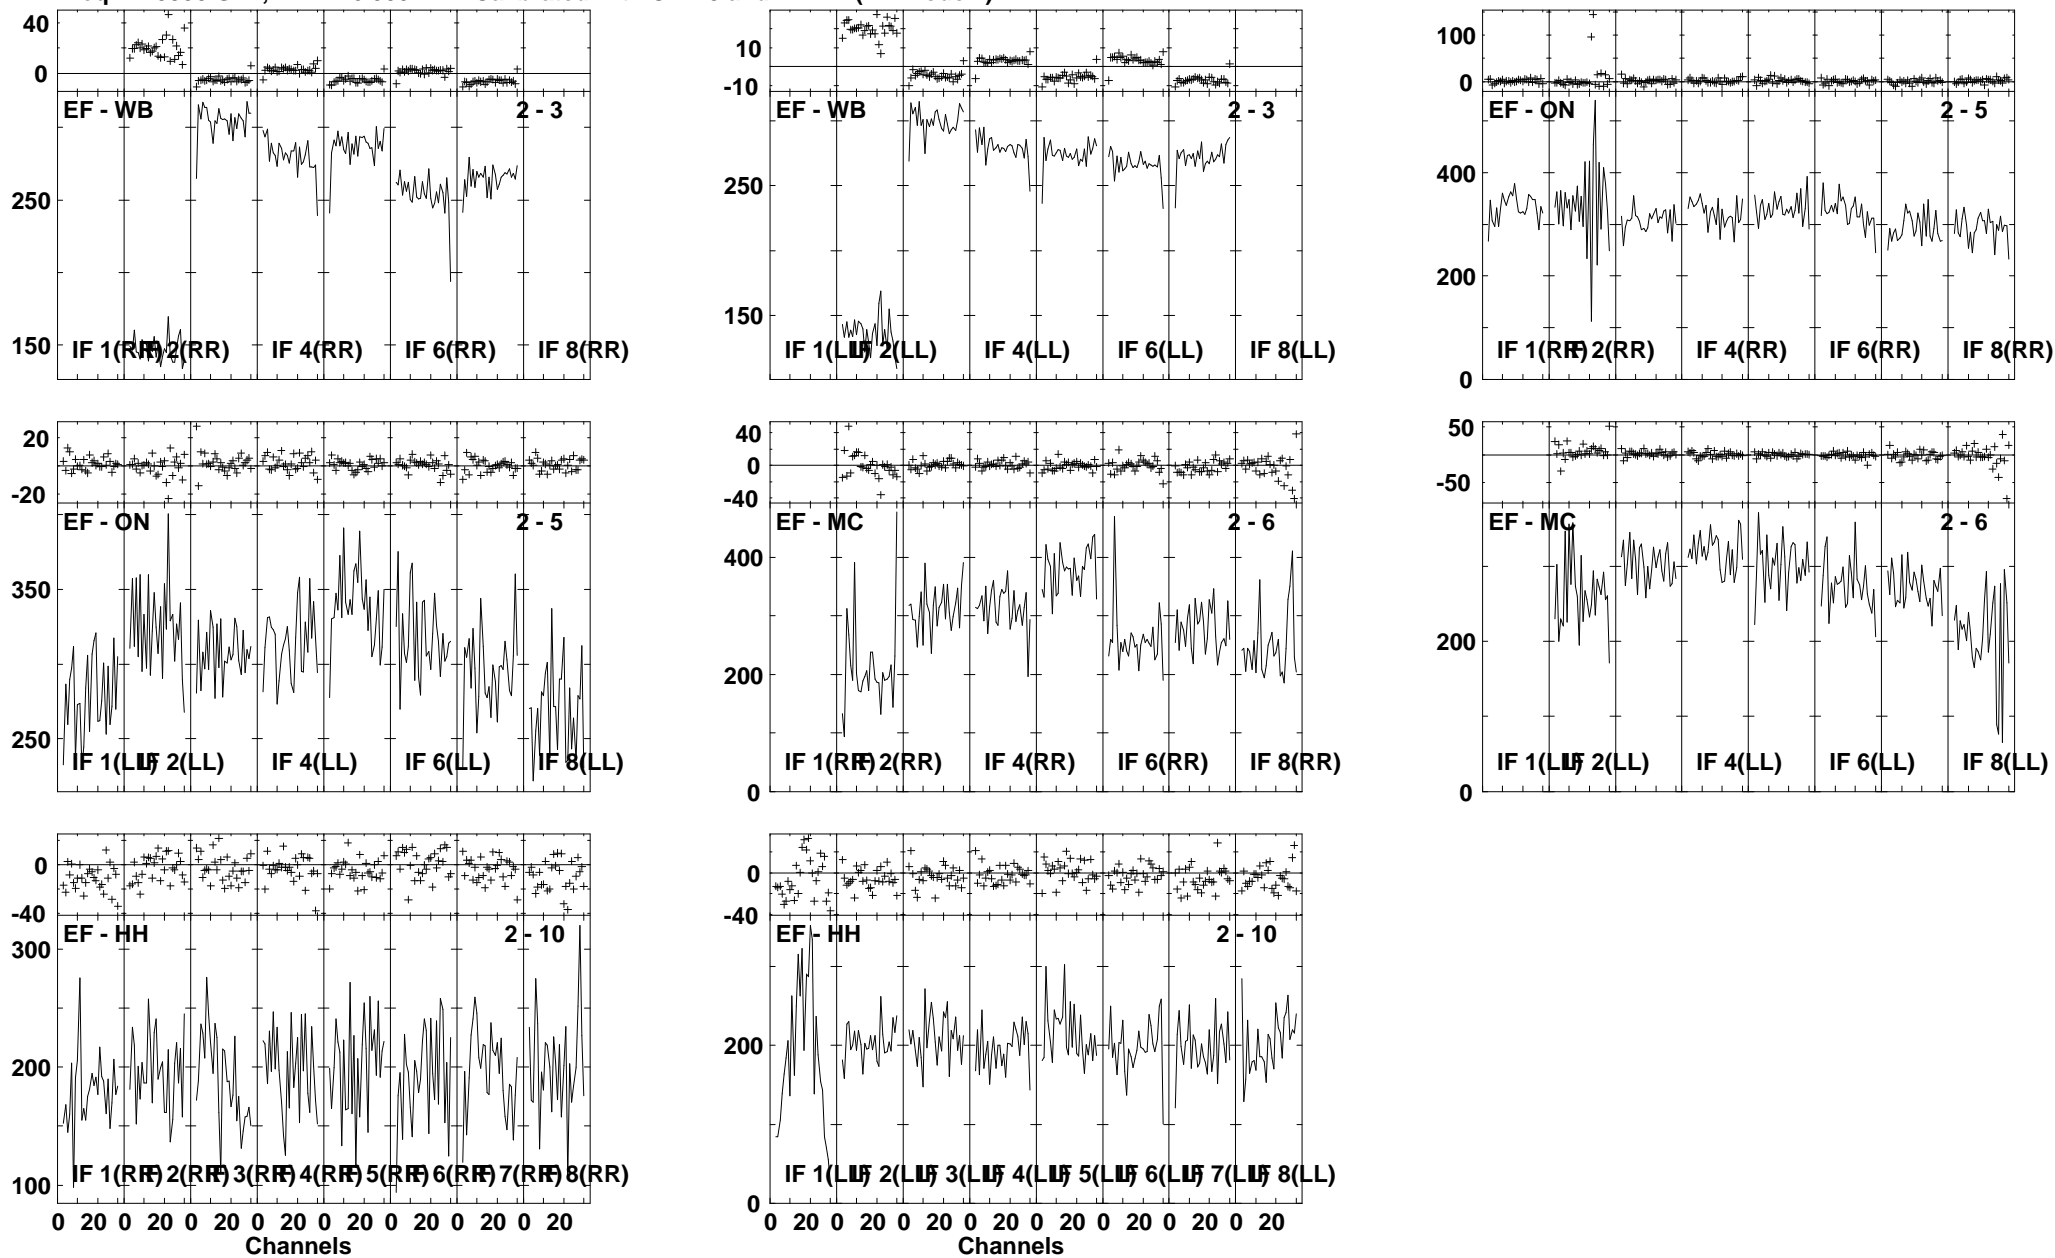 40
0
EF - WB 2 - 3
250
150
IF 1(RR) IF 2(RR) IF 4(RR) IF 6(RR) IF 8(RR)
10
-10
EF - WB 2 - 3
250
150
IF 1(LL) IF 2(LL) IF 4(LL) IF 6(LL) IF 8(LL)
100
0
EF - ON 2 - 5
400
200
0
IF 1(RR) IF 2(RR) IF 4(RR) IF 6(RR) IF 8(RR)
20
-20
EF - ON 2 - 5
350
250
IF 1(LL) IF 2(LL) IF 4(LL) IF 6(LL) IF 8(LL)
40
0
-40
EF - MC 2 - 6
400
200
0
IF 1(RR) IF 2(RR) IF 4(RR) IF 6(RR) IF 8(RR)
50
-50
EF - MC 2 - 6
200
0
IF 1(LL) IF 2(LL) IF 4(LL) IF 6(LL) IF 8(LL)
0
-40
EF - HH 2 - 10
300
200
100
IF 1(RR) IF 2(RR) IF 3(RR) IF 4(RR) IF 5(RR) IF 6(RR) IF 7(RR) IF 8(RR)
0 20 0 20 0 20 0 20 0 20 0 20 0 20 0 20
Channels
0
-40
EF - HH 2 - 10
200
0
IF 1(LL) IF 2(LL) IF 3(LL) IF 4(LL) IF 5(LL) IF 6(LL) IF 7(LL) IF 8(LL)
0 20 0 20 0 20 0 20 0 20 0 20 0 20 0 20
Channels